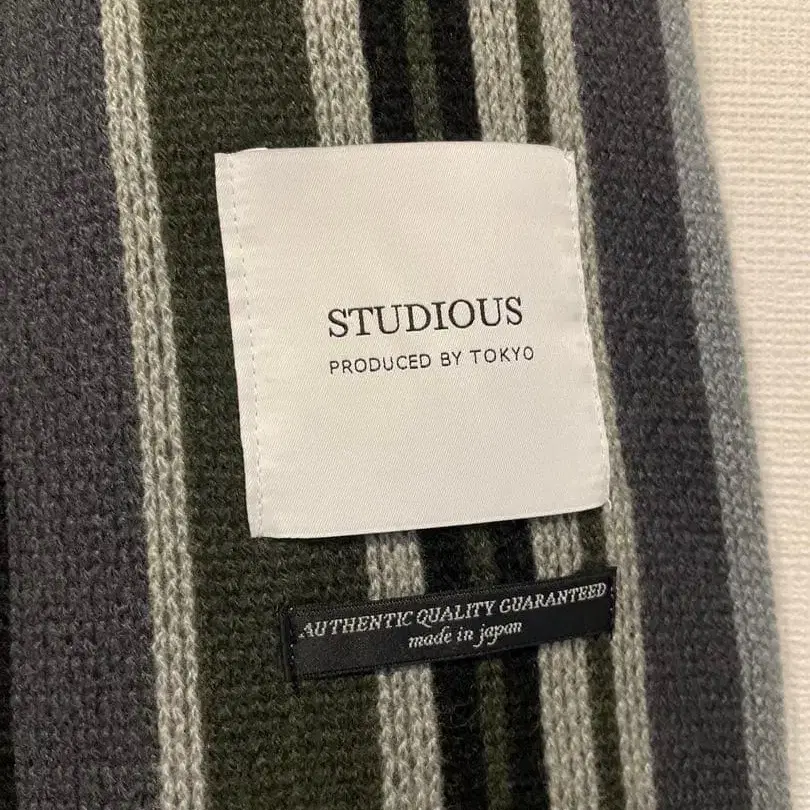 STUDIOUS
PRODUCED BY TOKYO
AUTHENTIC QUALITY GUARANTEED
made in japan